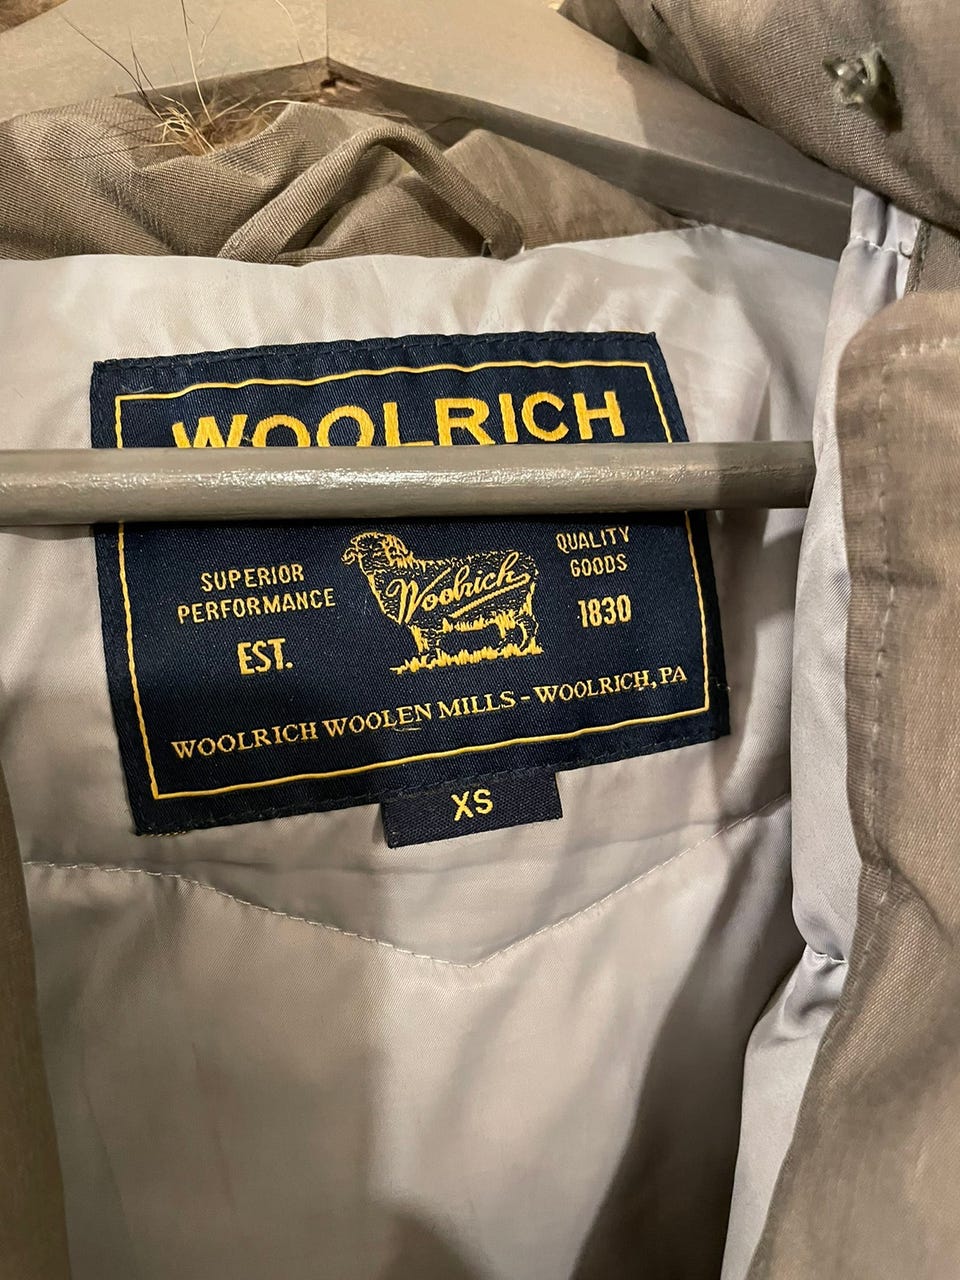 WOOLRICH
SUPERIOR
PERFORMANCE
EST.
Woolrich
QUALITY
GOODS
1830
WOOLRICH WOOLEN MILLS - WOOLRICH, PA
XS